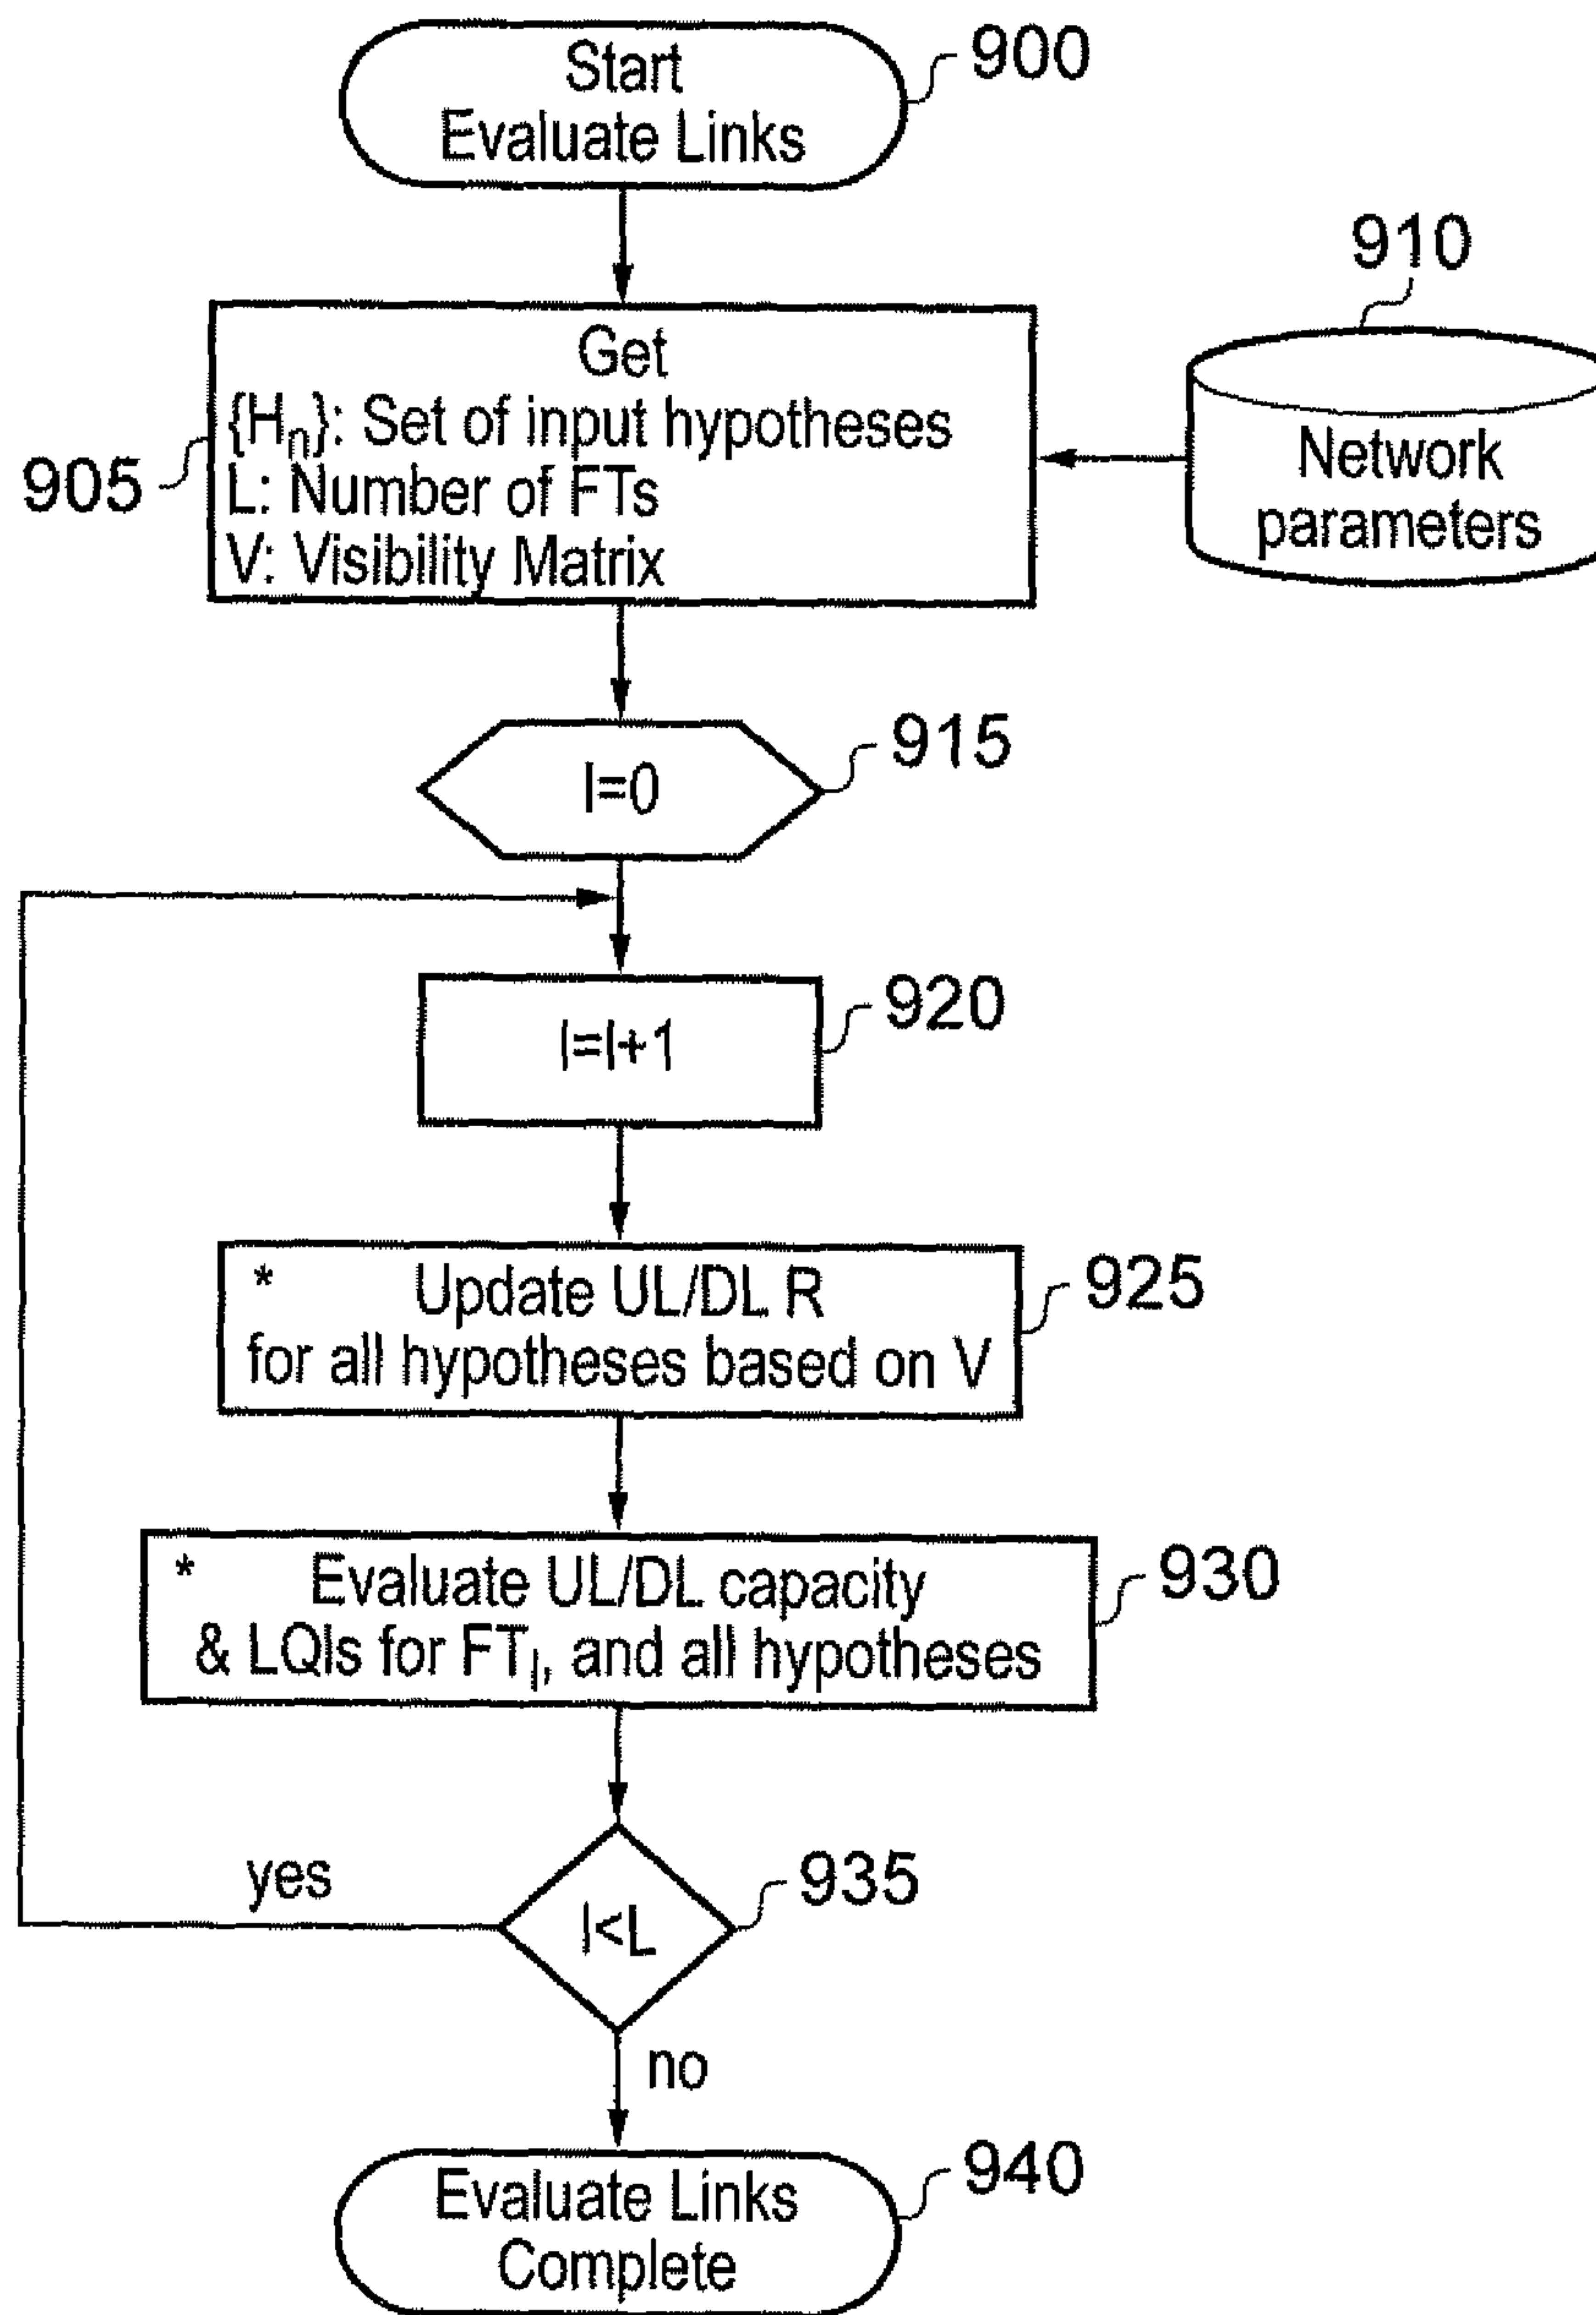 Start
Evaluate Links
900
910
Get
{Hn}: Set of input hypotheses
L: Number of FTs
V: Visibility Matrix
905
Network
parameters
l=0
915
l=l+1
920
* Update UL/DL R
for all hypotheses based on V
925
* Evaluate UL/DL capacity
& LQIs for FTl, and all hypotheses
930
yes
l<L
935
no
Evaluate Links
Complete
940